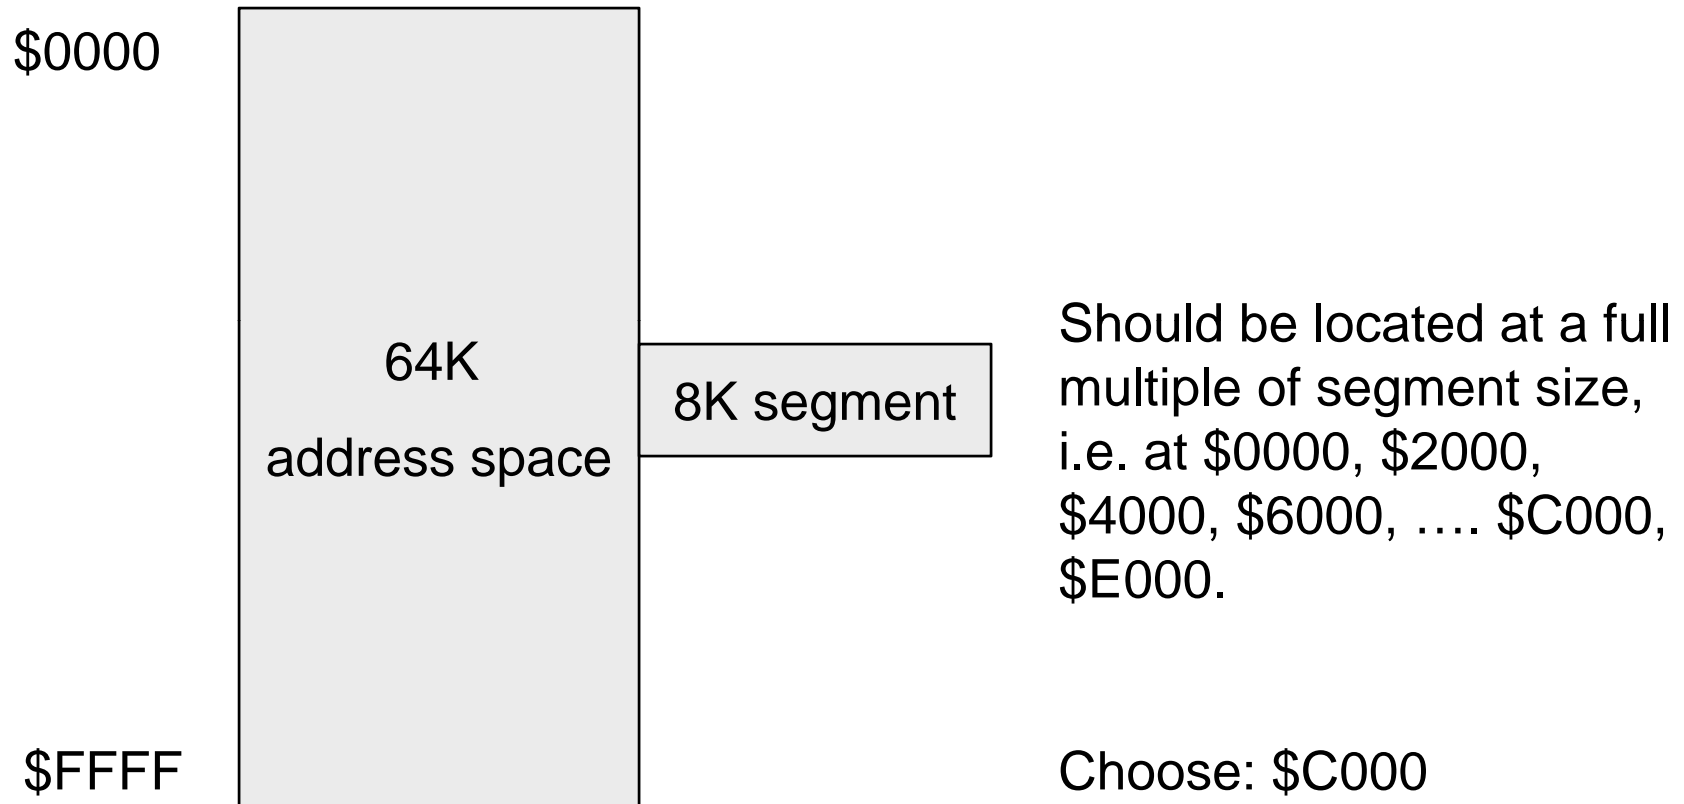 $0000
64K
address space
8K segment
Should be located at a full
multiple of segment size,
i.e. at $0000, $2000,
$4000, $6000, …. $C000,
$E000.
$FFFF
Choose: $C000